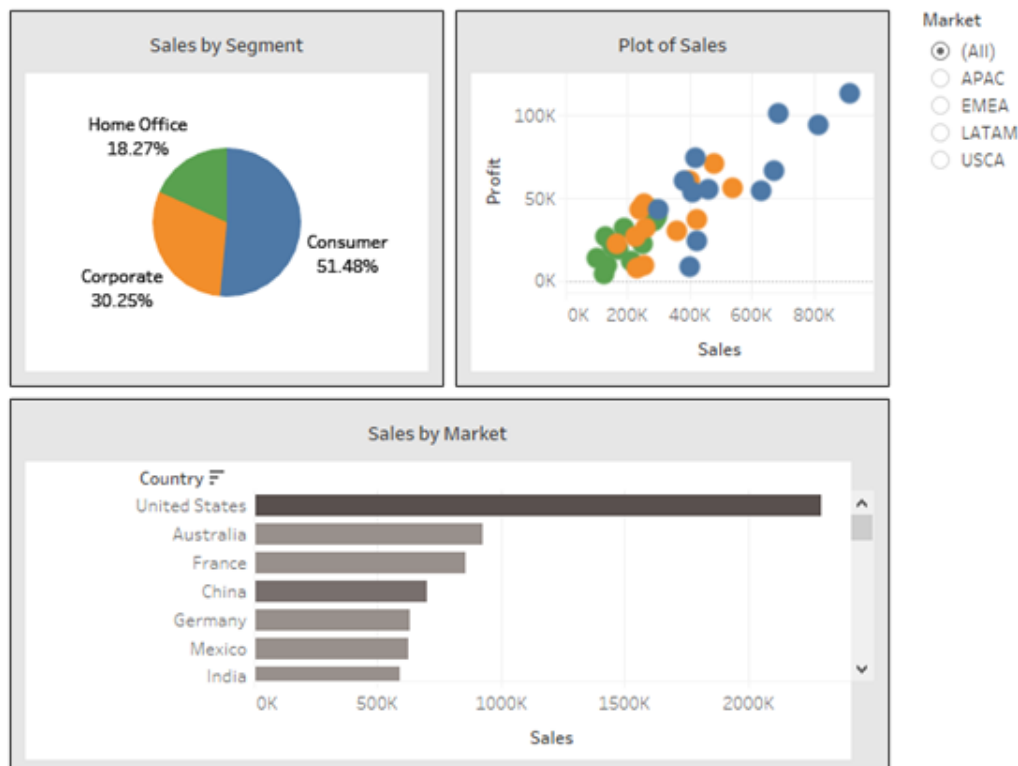 Sales by Segment
Home Office
18.27%
Consumer
51.48%
Corporate
30.25%
Plot of Sales
100K
50K
0K
Profit
0K 200K 400K 600K 800K
Sales
Market
(All)
APAC
EMEA
LATAM
USCA
Sales by Market
Country
United States
Australia
France
China
Germany
Mexico
India
0K 500K 1000K 1500K 2000K
Sales